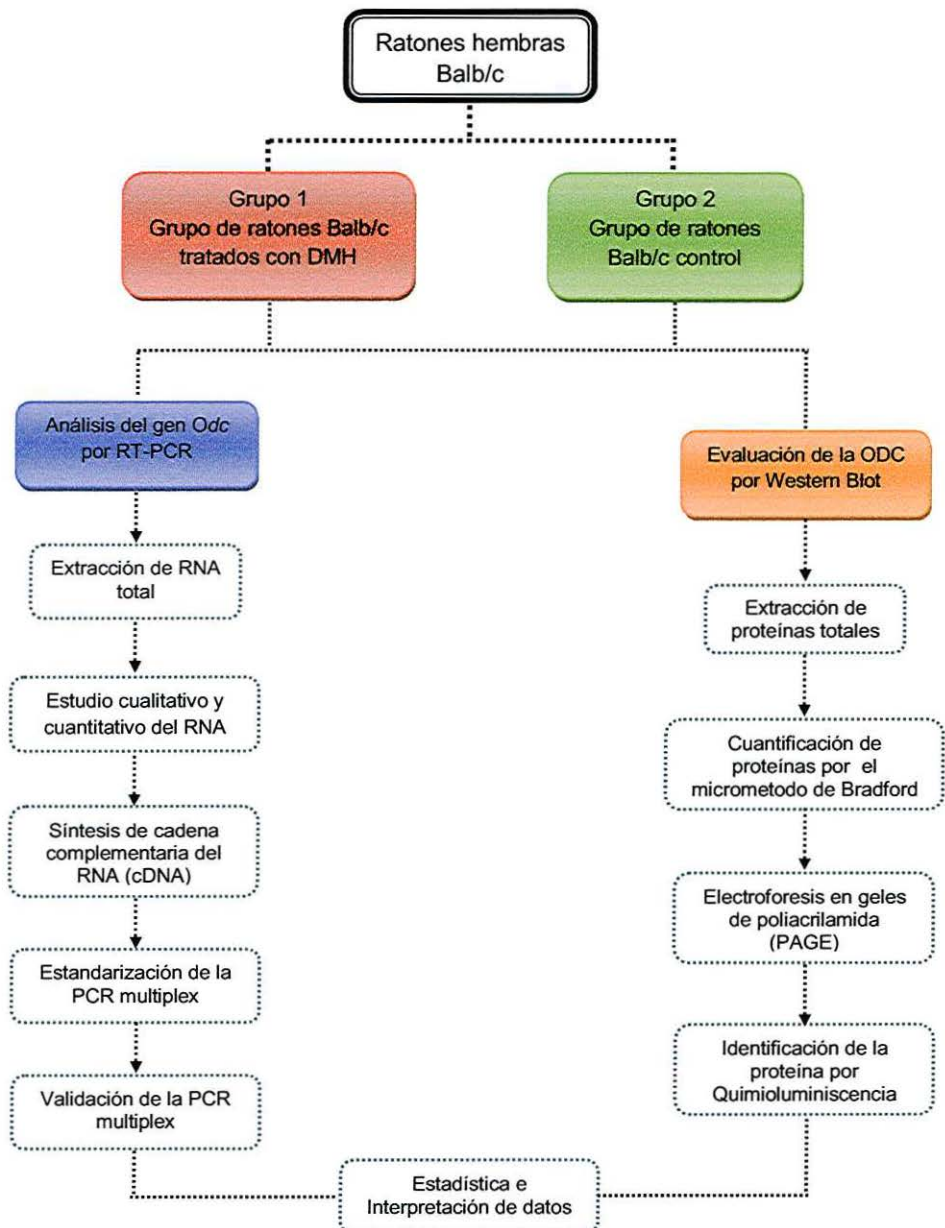 Ratones hembras
Balb/c
Grupo 1
Grupo de ratones Balb/c
tratados con DMH
Grupo 2
Grupo de ratones
Balb/c control
Análisis del gen Odc
por RT-PCR
Extracción de RNA
total
Estudio cualitativo y
cuantitativo del RNA
Síntesis de cadena
complementaria del
RNA (cDNA)
Estandarización de la
PCR multiplex
Validación de la PCR
multiplex
Evaluación de la ODC
por Western Blot
Extracción de
proteínas totales
Cuantificación de
proteínas por el
micrometodo de Bradford
Electroforesis en geles
de poliacrilamida
(PAGE)
Identificación de la
proteína por
Quimioluminiscencia
Estadística e
Interpretación de datos